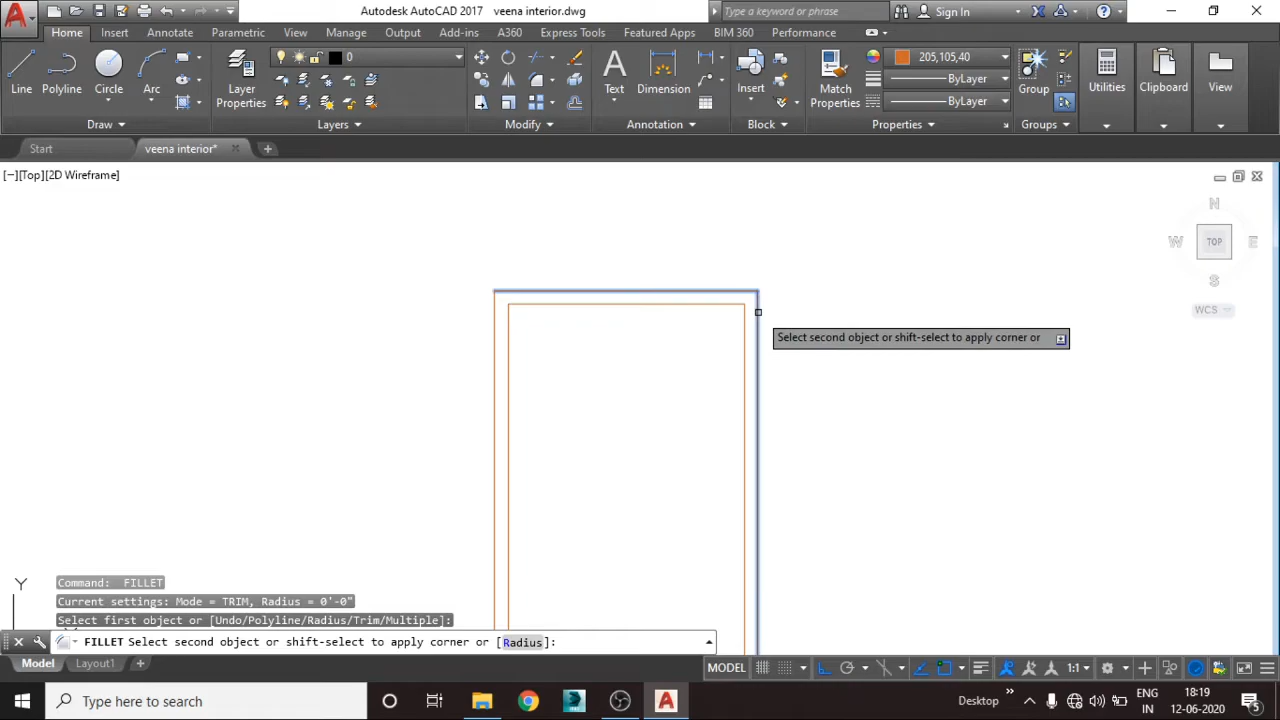 Autodesk AutoCAD 2017 veena interior.dwg
Type a keyword or phrase
Sign In
Home Insert Annotate Parametric View Manage Output Add-ins A360 Express Tools Featured Apps BIM 360 Performance
0
205,105,40
ByLayer
ByLayer
Line Polyline Circle Arc
Layer Properties
Text Dimension
Insert
Match Properties
Group
Utilities Clipboard View
Draw Layers Modify Annotation Block Properties Groups
Start veena interior*
[−][Top][2D Wireframe]
N
W TOP E
S
WCS
Select second object or shift-select to apply corner or
Y
Command: FILLET
Current settings: Mode = TRIM, Radius = 0'-0"
Select first object or [Undo/Polyline/Radius/Trim/Multiple]:
FILLET Select second object or shift-select to apply corner or [Radius]:
Model Layout1
MODEL 1:1
Type here to search
Desktop
ENG
IN
18:19
12-06-2020
5